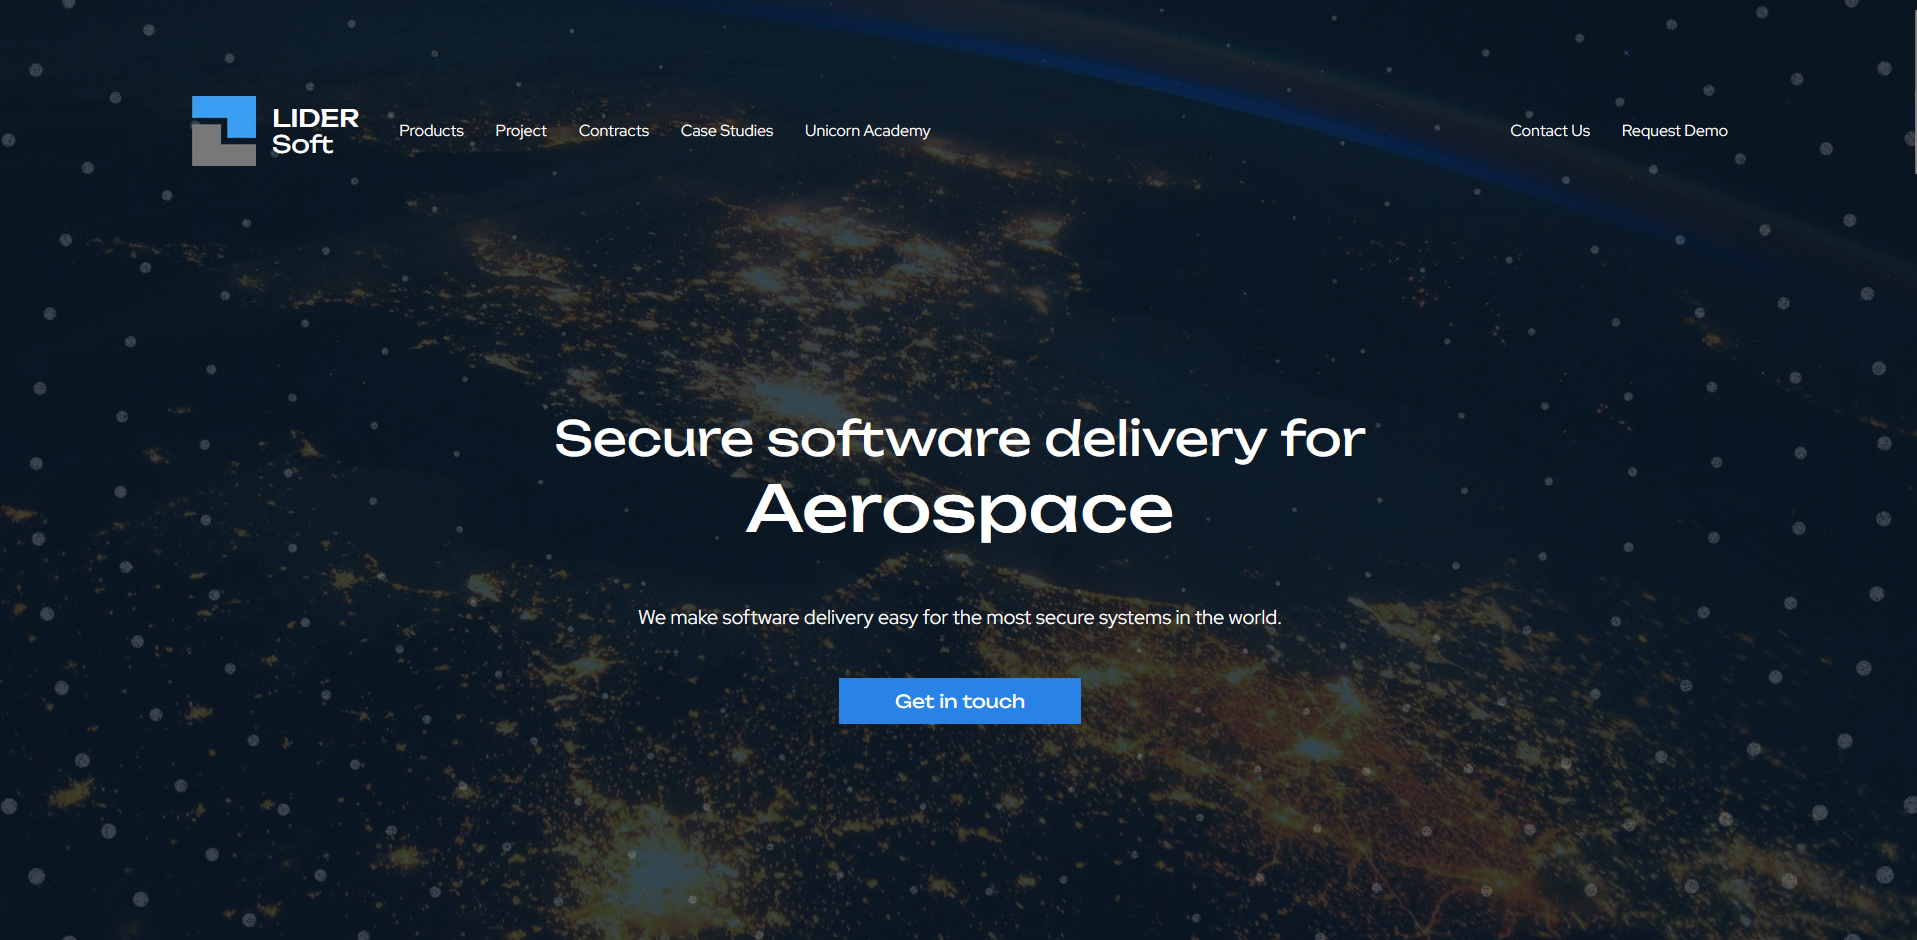 LIDER
Soft
Products
Project
Contracts
Case Studies
Unicorn Academy
Contact Us
Request Demo
Secure software delivery for
Aerospace
We make software delivery easy for the most secure systems in the world.
Get in touch